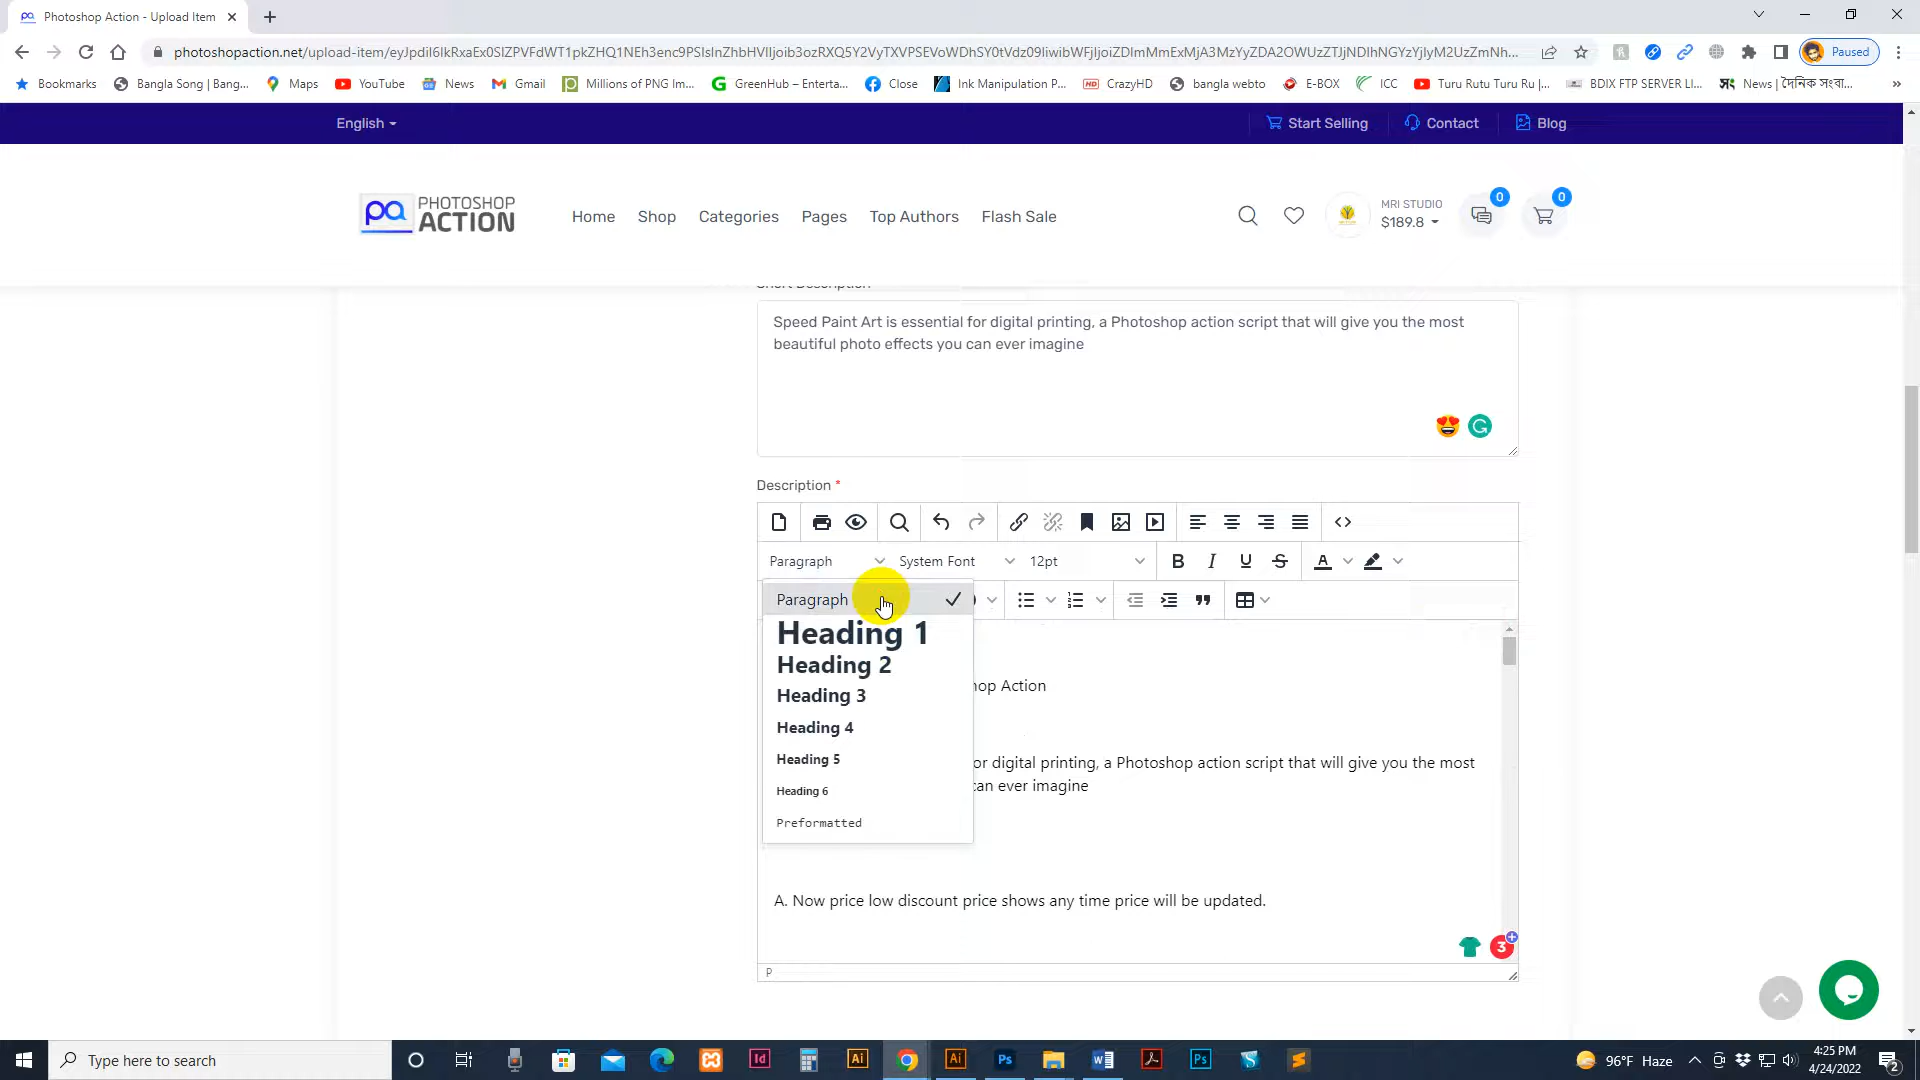 Photoshop Action - Upload Item
photoshopaction.net/upload-item/
Paused
Bookmarks
Bangla Song | Bang...
Maps
YouTube
News
Gmail
Millions of PNG Im...
GreenHub – Enterta...
Close
Ink Manipulation P...
CrazyHD
bangla webto
E-BOX
ICC
Turu Rutu Turu Ru |...
BDIX FTP SERVER LI...
News | দৈনিক সংবা...
English
Start Selling
Contact
Blog
pa PHOTOSHOP
ACTION
Home
Shop
Categories
Pages
Top Authors
Flash Sale
MRI STUDIO
$189.8
0
0
Short Description
Speed Paint Art is essential for digital printing, a Photoshop action script that will give you the most
beautiful photo effects you can ever imagine
Description *
Paragraph
System Font
12pt
Paragraph
Heading 1
Heading 2
Heading 3
Heading 4
Heading 5
Heading 6
Preformatted
Action
or digital printing, a Photoshop action script that will give you the most
can ever imagine
A. Now price low discount price shows any time price will be updated.
3
P
Type here to search
96°F Haze
4:25 PM
4/24/2022
2